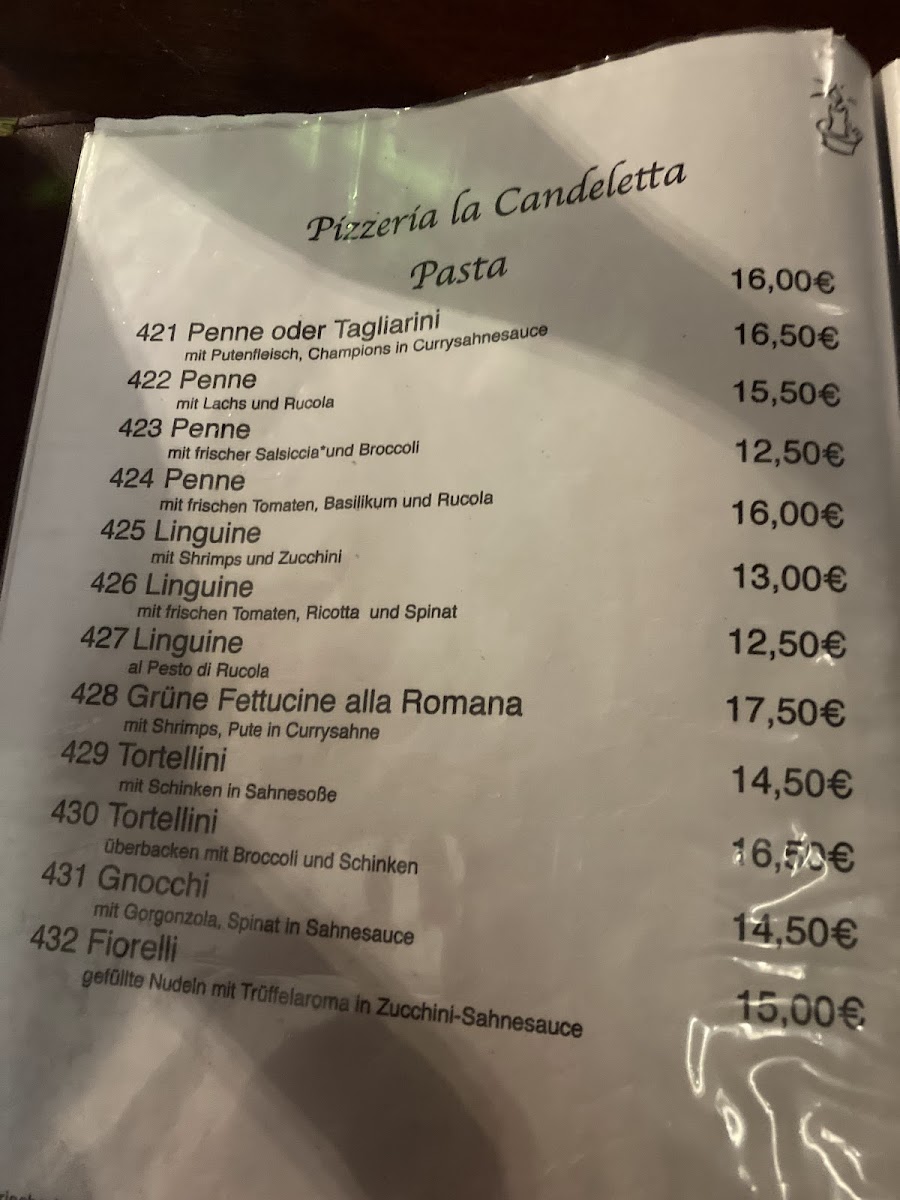 Pizzeria la Candeletta
Pasta
421 Penne oder Tagliarini 16,00€
mit Putenfleisch, Champions in Currysahnesauce
422 Penne 16,50€
mit Lachs und Rucola
423 Penne 15,50€
mit frischer Salsiccia*und Broccoli
424 Penne 12,50€
mit frischen Tomaten, Basilikum und Rucola
425 Linguine 16,00€
mit Shrimps und Zucchini
426 Linguine 13,00€
mit frischen Tomaten, Ricotta und Spinat
427 Linguine 12,50€
al Pesto di Rucola
428 Grüne Fettucine alla Romana 17,50€
mit Shrimps, Pute in Currysahne
429 Tortellini 14,50€
mit Schinken in Sahnesoße
430 Tortellini 16,50€
überbacken mit Broccoli und Schinken
431 Gnocchi 14,50€
mit Gorgonzola, Spinat in Sahnesauce
432 Fiorelli 15,00€
gefüllte Nudeln mit Trüffelaroma in Zucchini-Sahnesauce